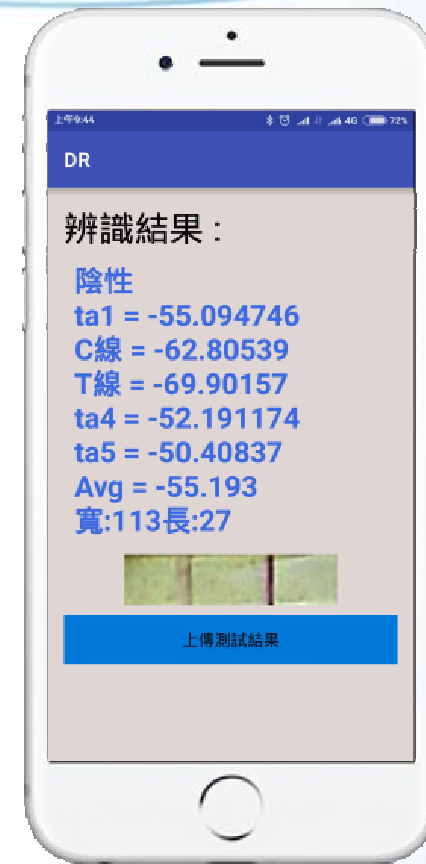 上午9:44 4G 72%
DR
辨識結果 :
陰性
ta1 = -55.094746
C線 = -62.80539
T線 = -69.90157
ta4 = -52.191174
ta5 = -50.40837
Avg = -55.193
寬:113長:27
上傳測試結果